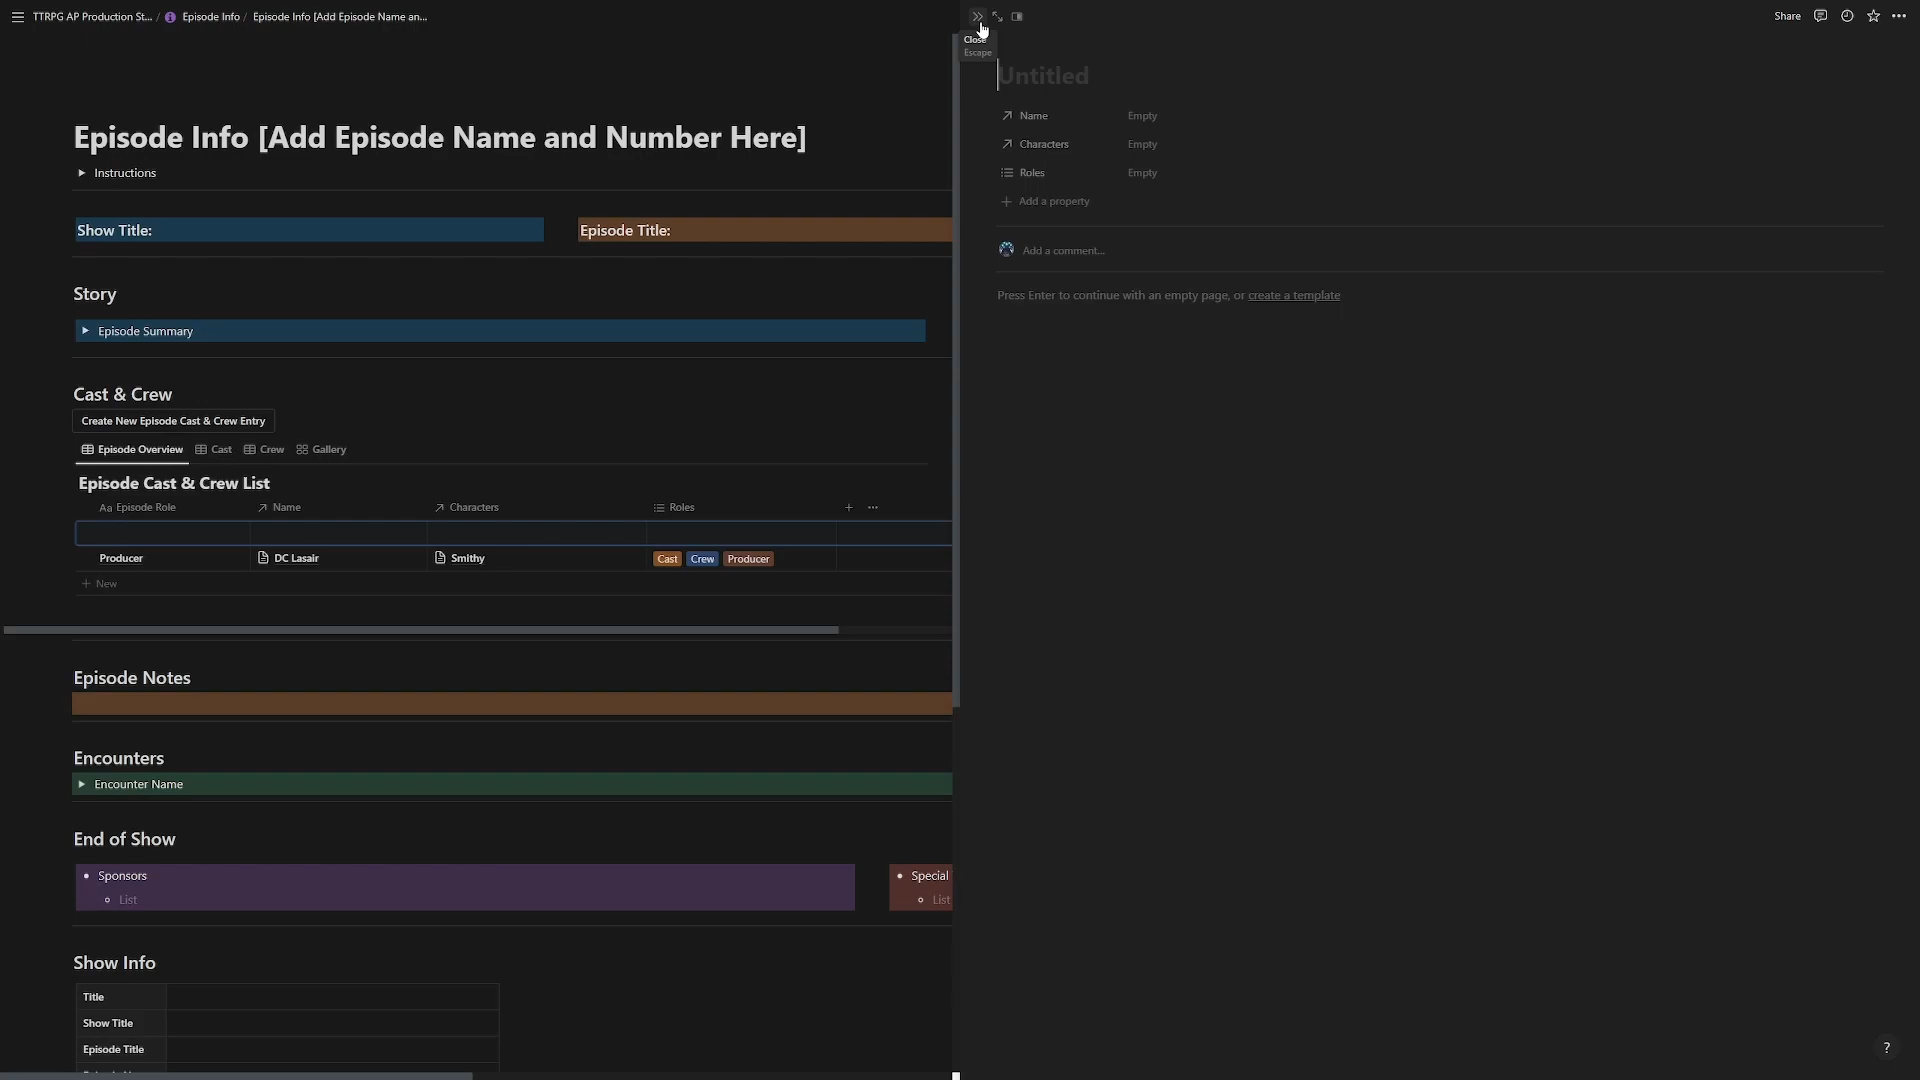 TTRPG AP Production St... / Episode Info / Episode Info [Add Episode Name an...
Share
Close
Escape
Episode Info [Add Episode Name and Number Here]
Instructions
Show Title:
Episode Title:
Story
Episode Summary
Cast & Crew
Create New Episode Cast & Crew Entry
Episode Overview Cast Crew Gallery
Episode Cast & Crew List
Aa Episode Role Name Characters Roles + ...
Producer DC Lasair Smithy Cast Crew Producer
+ New
Episode Notes
Encounters
Encounter Name
End of Show
• Sponsors
List
• Special
List
Show Info
Title
Show Title
Episode Title
Untitled
Name Empty
Characters Empty
Roles Empty
+ Add a property
Add a comment...
Press Enter to continue with an empty page, or create a template
?